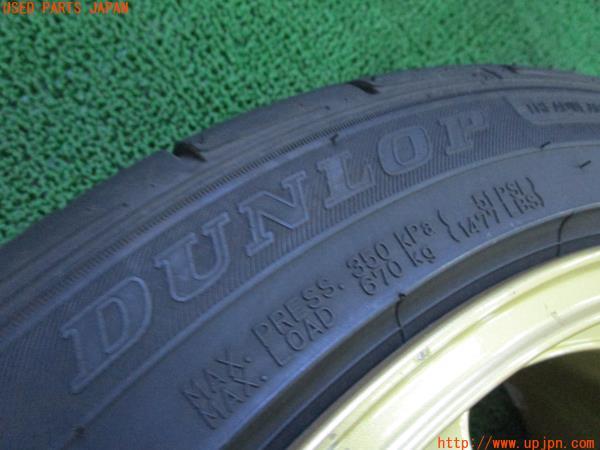 USED PARTS JAPAN
DUNLOP
MAX. PRESS. 350 kPa { 51 PSI }
MAX. LOAD 670 kg { 1477 LBS }
http://www.upjpn.com